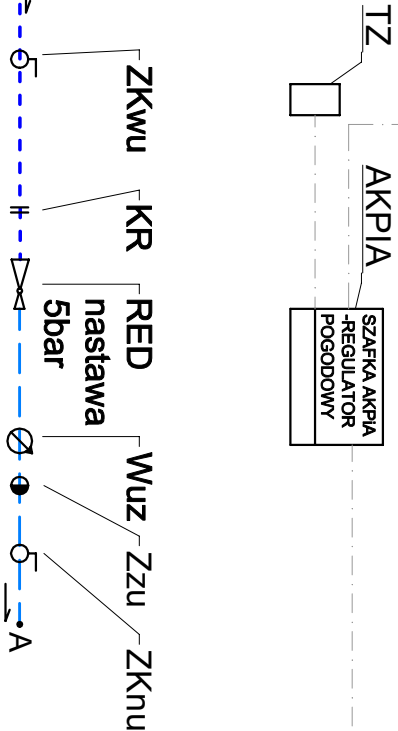 TZ
AKPIA
SZAFKA AKPiA
-REGULATOR
POGODOWY
ZKwu
KR
RED
nastawa
5bar
Wuz
Zzu
ZKnu
A